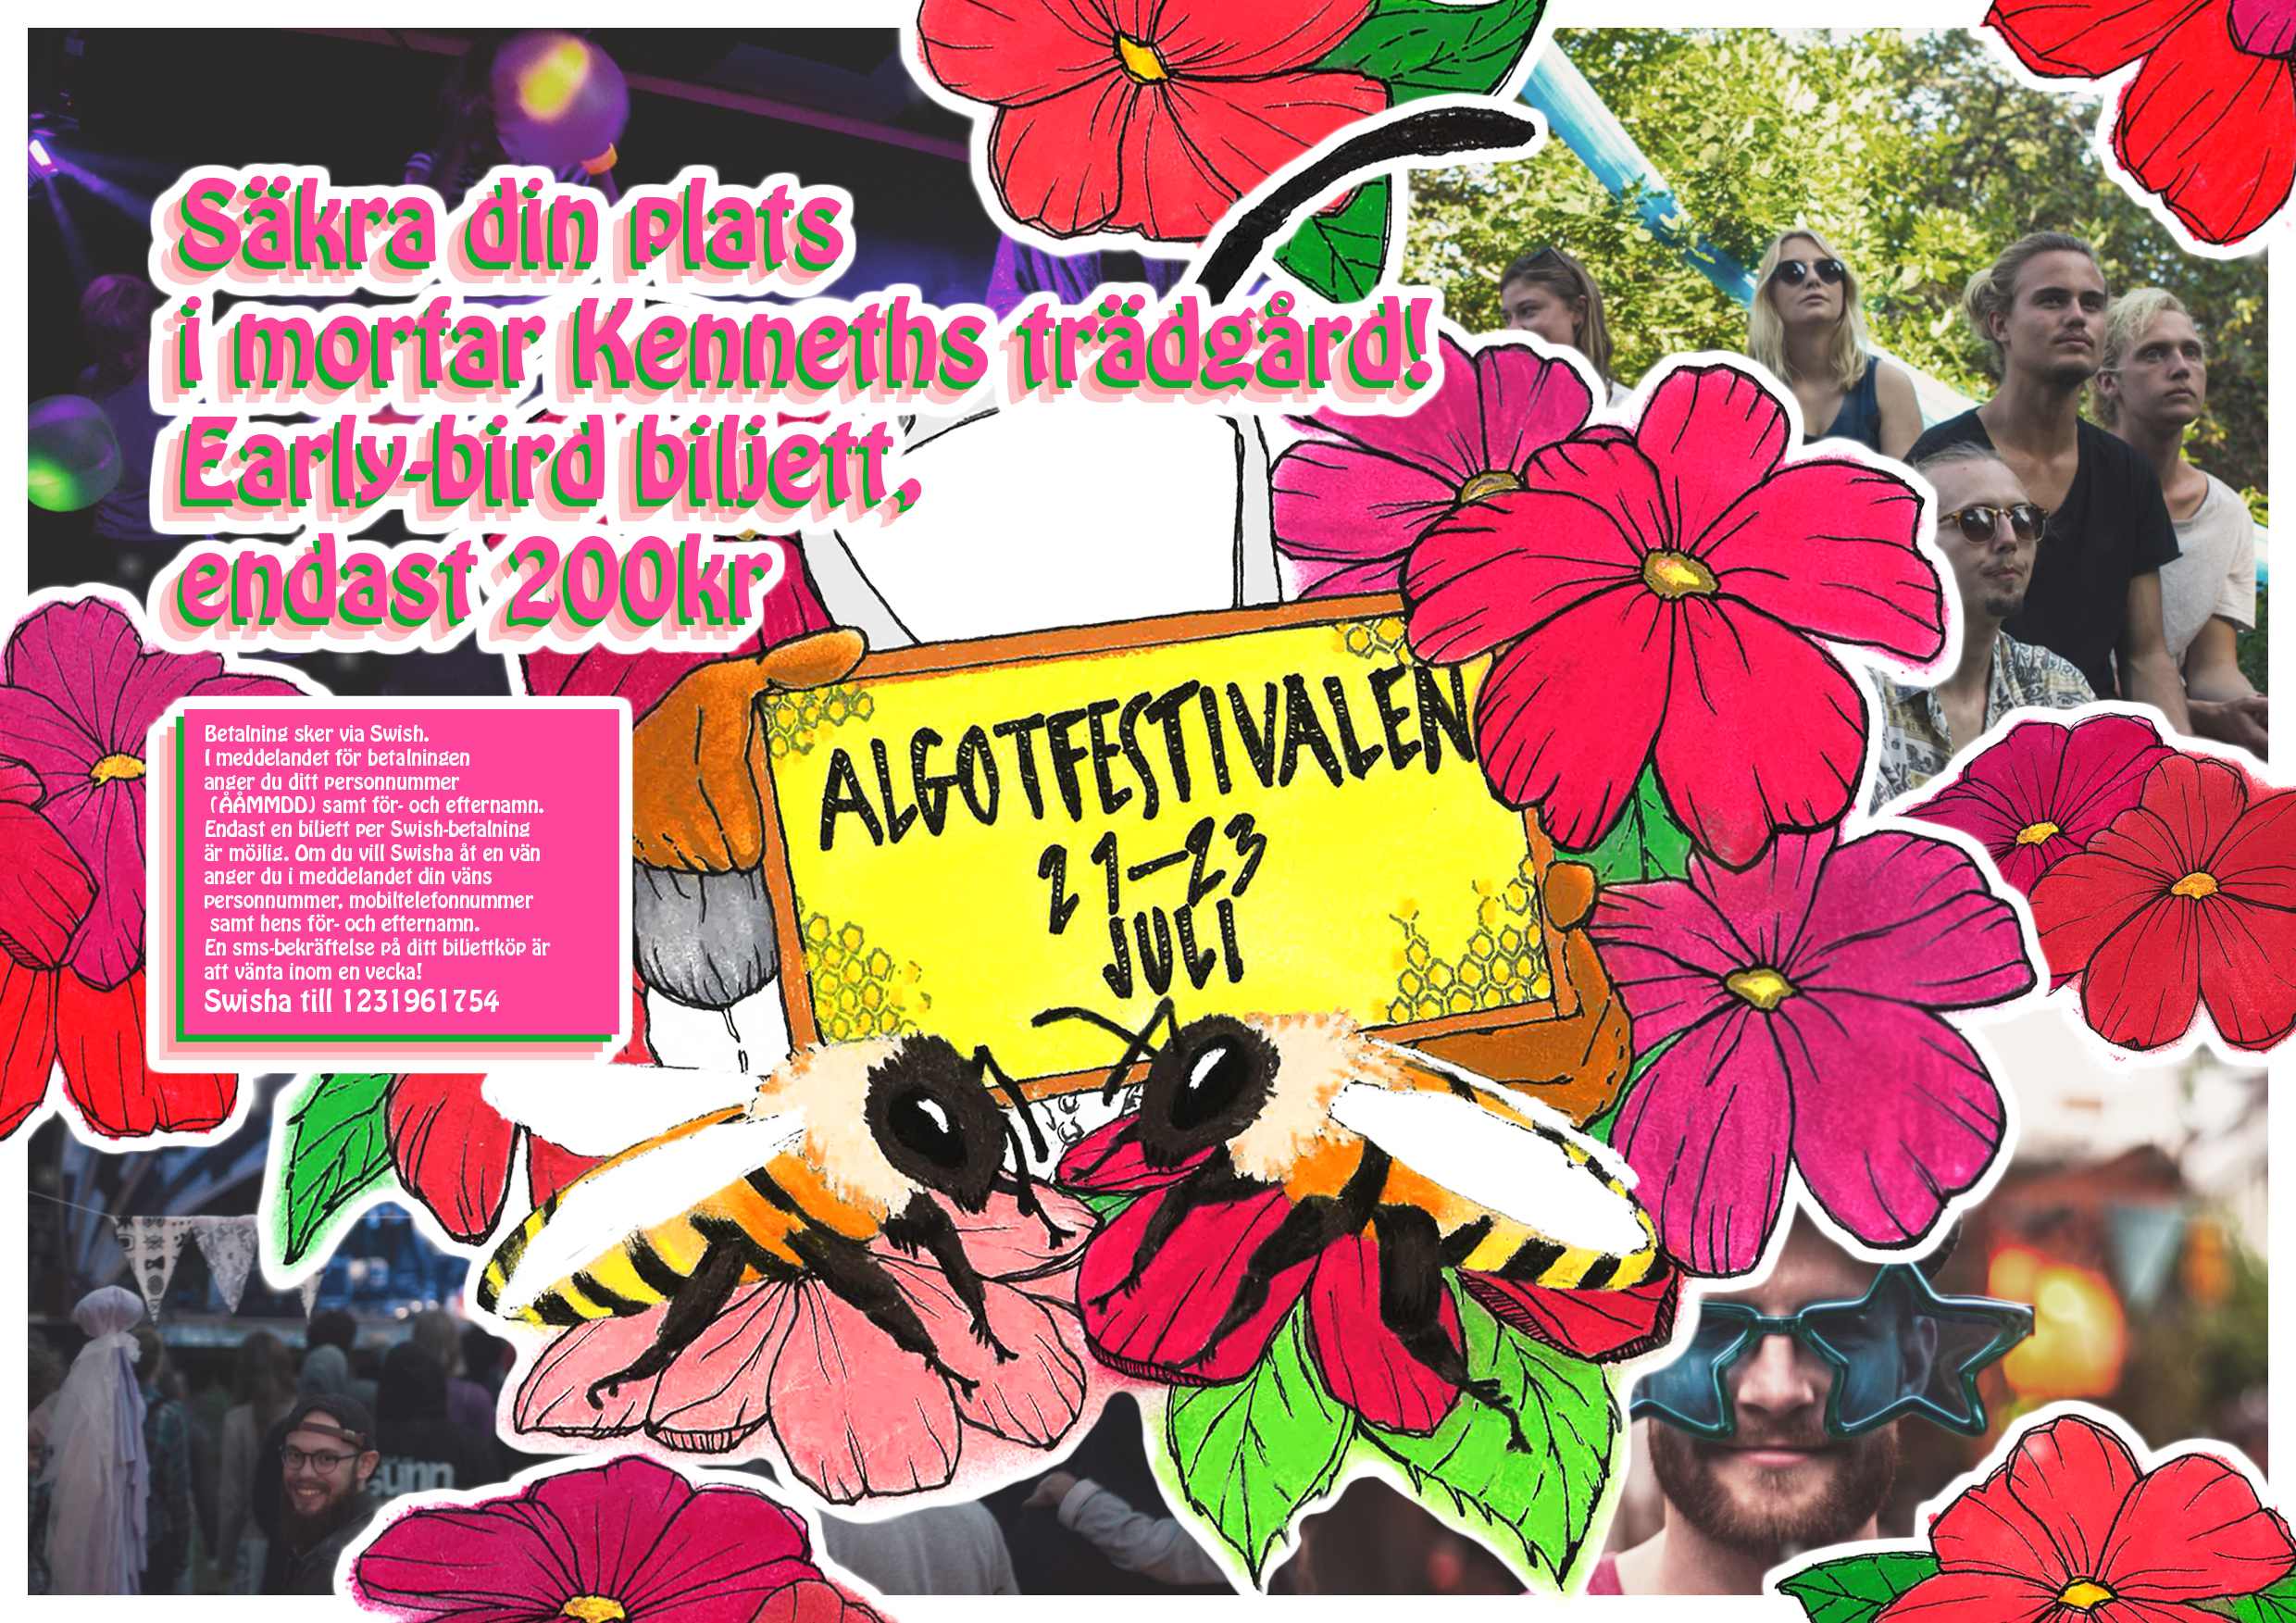 Säkra din plats
i morfar Kenneths trädgård!
Early-bird biljett,
endast 200kr
Betalning sker via Swish.
I meddelandet för betalningen
anger du ditt personnummer
(ÅÅMMDD) samt för- och efternamn.
Endast en biljett per Swish-betalning
är möjlig. Om du vill Swisha åt en vän
anger du i meddelandet din väns
personnummer, mobiltelefonnummer
samt hens för- och efternamn.
En sms-bekräftelse på ditt biljettköp är
att vänta inom en vecka!
Swisha till 1231961754
ALGOTFESTIVALEN
21-23
JULI